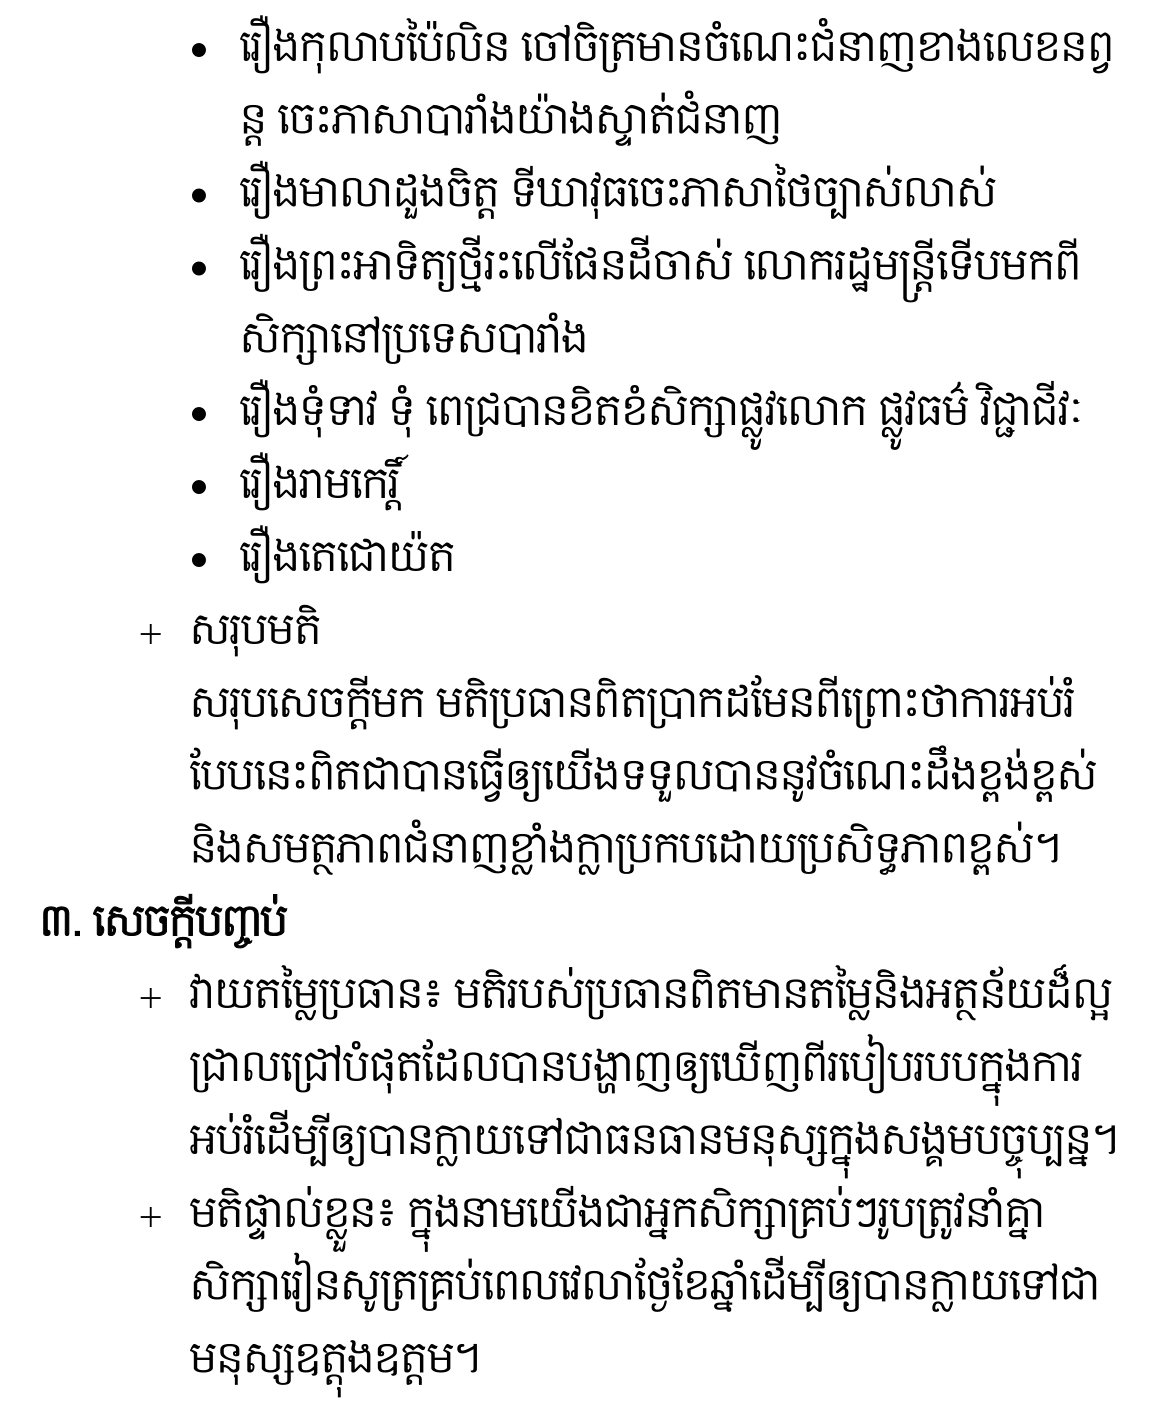 • រឿងកុលាបប៉ៃលិន ចៅចិត្រមានចំណេះជំនាញខាងលេខនព្វ
ន្ត ចេះភាសាបារាំងយ៉ាងស្ទាត់ជំនាញ
• រឿងមាលាដួងចិត្ត ទីឃាវុធចេះភាសាថៃច្បាស់លាស់
• រឿងព្រះអាទិត្យថ្មីរះលើផែនដីចាស់ លោករដ្ឋមន្ត្រីទើបមកពី
សិក្សានៅប្រទេសបារាំង
• រឿងទុំទាវ ទុំ ពេជ្របានខិតខំសិក្សាផ្លូវលោក ផ្លូវធម៌ វិជ្ជាជីវៈ
• រឿងរាមកេរ្តិ៍
• រឿងតេជោយ៉ត
+ សរុបមតិ
សរុបសេចក្តីមក មតិប្រធានពិតប្រាកដមែនពីព្រោះថាការអប់រំ
បែបនេះពិតជាបានធ្វើឲ្យយើងទទួលបាននូវចំណេះដឹងខ្ពង់ខ្ពស់
និងសមត្ថភាពជំនាញខ្លាំងក្លាប្រកបដោយប្រសិទ្ធភាពខ្ពស់។
៣. សេចក្តីបញ្ចប់
+ វាយតម្លៃប្រធាន៖ មតិរបស់ប្រធានពិតមានតម្លៃនិងអត្ថន័យដ៏ល្អ
ជ្រាលជ្រៅបំផុតដែលបានបង្ហាញឲ្យឃើញពីរបៀបរបបក្នុងការ
អប់រំដើម្បីឲ្យបានក្លាយទៅជាធនធានមនុស្សក្នុងសង្គមបច្ចុប្បន្ន។
+ មតិផ្ទាល់ខ្លួន៖ ក្នុងនាមយើងជាអ្នកសិក្សាគ្រប់ៗរូបត្រូវនាំគ្នា
សិក្សារៀនសូត្រគ្រប់ពេលវេលាថ្ងែខែឆ្នាំដើម្បីឲ្យបានក្លាយទៅជា
មនុស្សឧត្តុងឧត្តម។